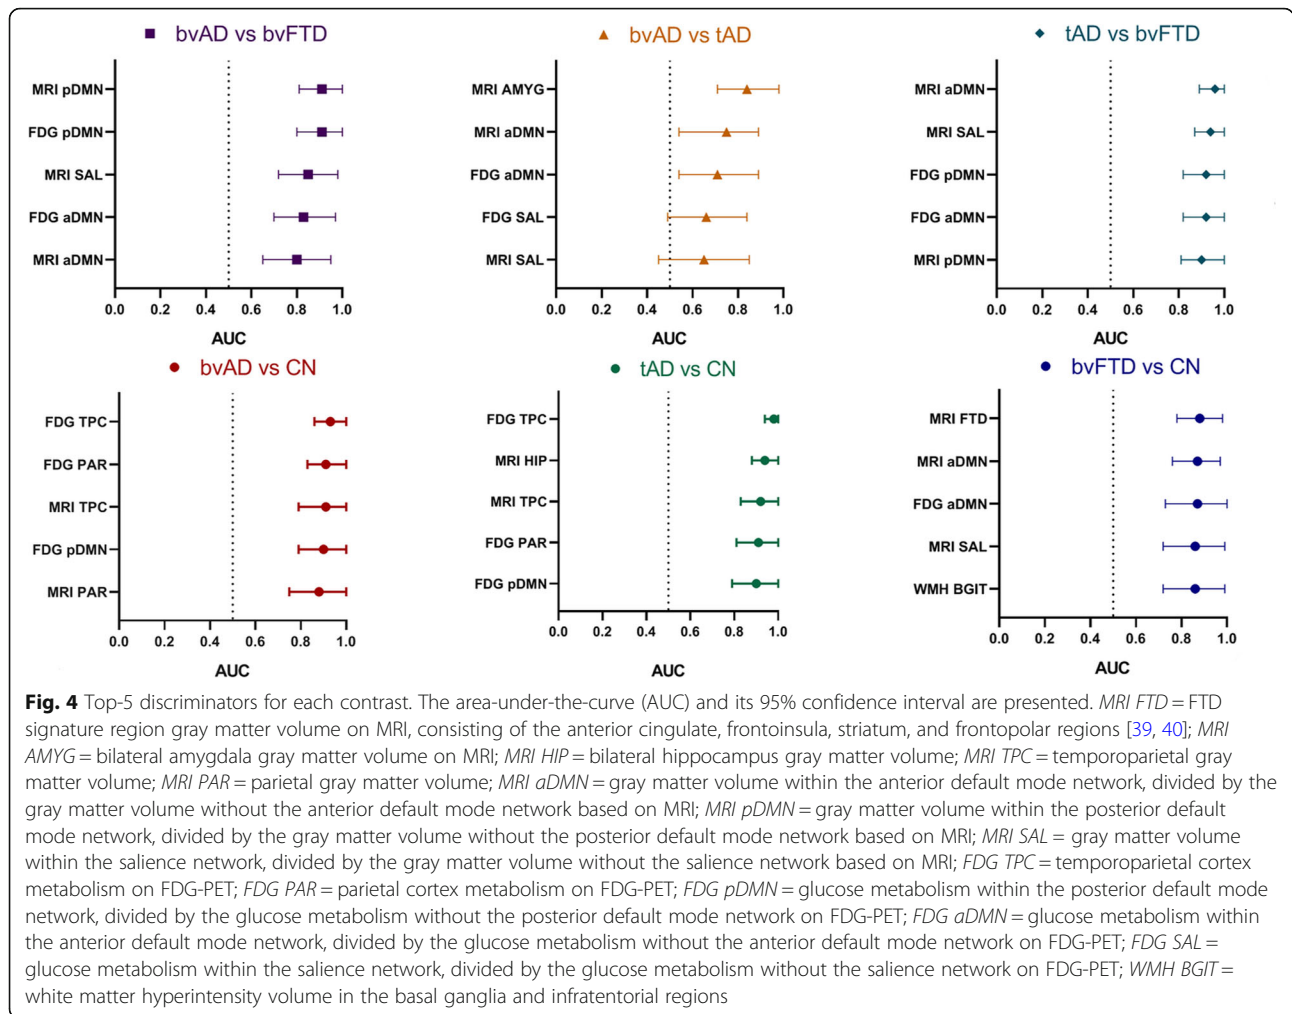 bvAD vs bvFTD
MRI pDMN
FDG pDMN
MRI SAL
FDG aDMN
MRI aDMN
0.0 0.2 0.4 0.6 0.8 1.0
AUC
bvAD vs tAD
MRI AMYG
MRI aDMN
FDG aDMN
FDG SAL
MRI SAL
0.0 0.2 0.4 0.6 0.8 1.0
AUC
tAD vs bvFTD
MRI aDMN
MRI SAL
FDG pDMN
FDG aDMN
MRI pDMN
0.0 0.2 0.4 0.6 0.8 1.0
AUC
bvAD vs CN
FDG TPC
FDG PAR
MRI TPC
FDG pDMN
MRI PAR
0.0 0.2 0.4 0.6 0.8 1.0
AUC
tAD vs CN
FDG TPC
MRI HIP
MRI TPC
FDG PAR
FDG pDMN
0.0 0.2 0.4 0.6 0.8 1.0
AUC
bvFTD vs CN
MRI FTD
MRI aDMN
FDG aDMN
MRI SAL
WMH BGIT
0.0 0.2 0.4 0.6 0.8 1.0
AUC
Fig. 4 Top-5 discriminators for each contrast. The area-under-the-curve (AUC) and its 95% confidence interval are presented. MRI FTD = FTD
signature region gray matter volume on MRI, consisting of the anterior cingulate, frontoinsula, striatum, and frontopolar regions [39, 40]; MRI
AMYG = bilateral amygdala gray matter volume on MRI; MRI HIP = bilateral hippocampus gray matter volume; MRI TPC = temporoparietal gray
matter volume; MRI PAR = parietal gray matter volume; MRI aDMN = gray matter volume within the anterior default mode network, divided by the
gray matter volume without the anterior default mode network based on MRI; MRI pDMN = gray matter volume within the posterior default
mode network, divided by the gray matter volume without the posterior default mode network based on MRI; MRI SAL = gray matter volume
within the salience network, divided by the gray matter volume without the salience network based on MRI; FDG TPC = temporoparietal cortex
metabolism on FDG-PET; FDG PAR = parietal cortex metabolism on FDG-PET; FDG pDMN = glucose metabolism within the posterior default mode
network, divided by the glucose metabolism without the posterior default mode network on FDG-PET; FDG aDMN = glucose metabolism within
the anterior default mode network, divided by the glucose metabolism without the anterior default mode network on FDG-PET; FDG SAL =
glucose metabolism within the salience network, divided by the glucose metabolism without the salience network on FDG-PET; WMH BGIT =
white matter hyperintensity volume in the basal ganglia and infratentorial regions